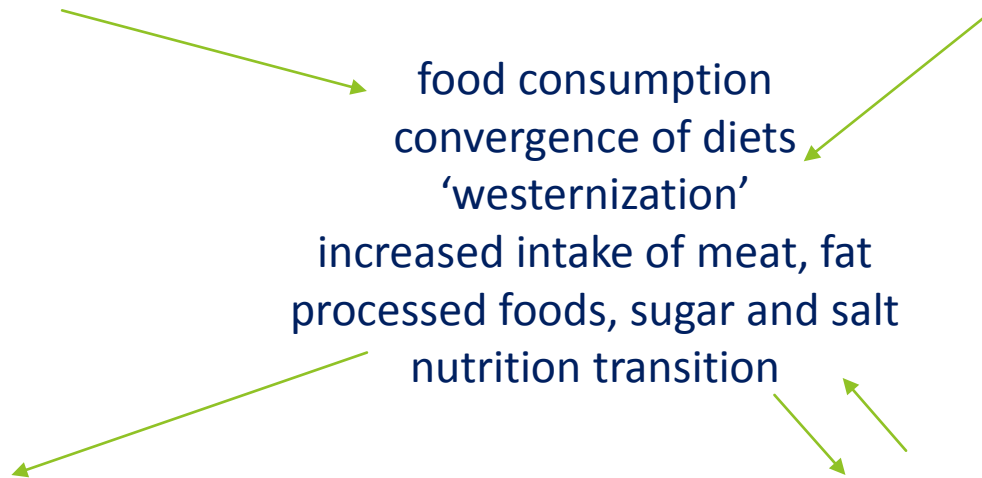 food consumption
convergence of diets
‘westernization’
increased intake of meat, fat
processed foods, sugar and salt
nutrition transition